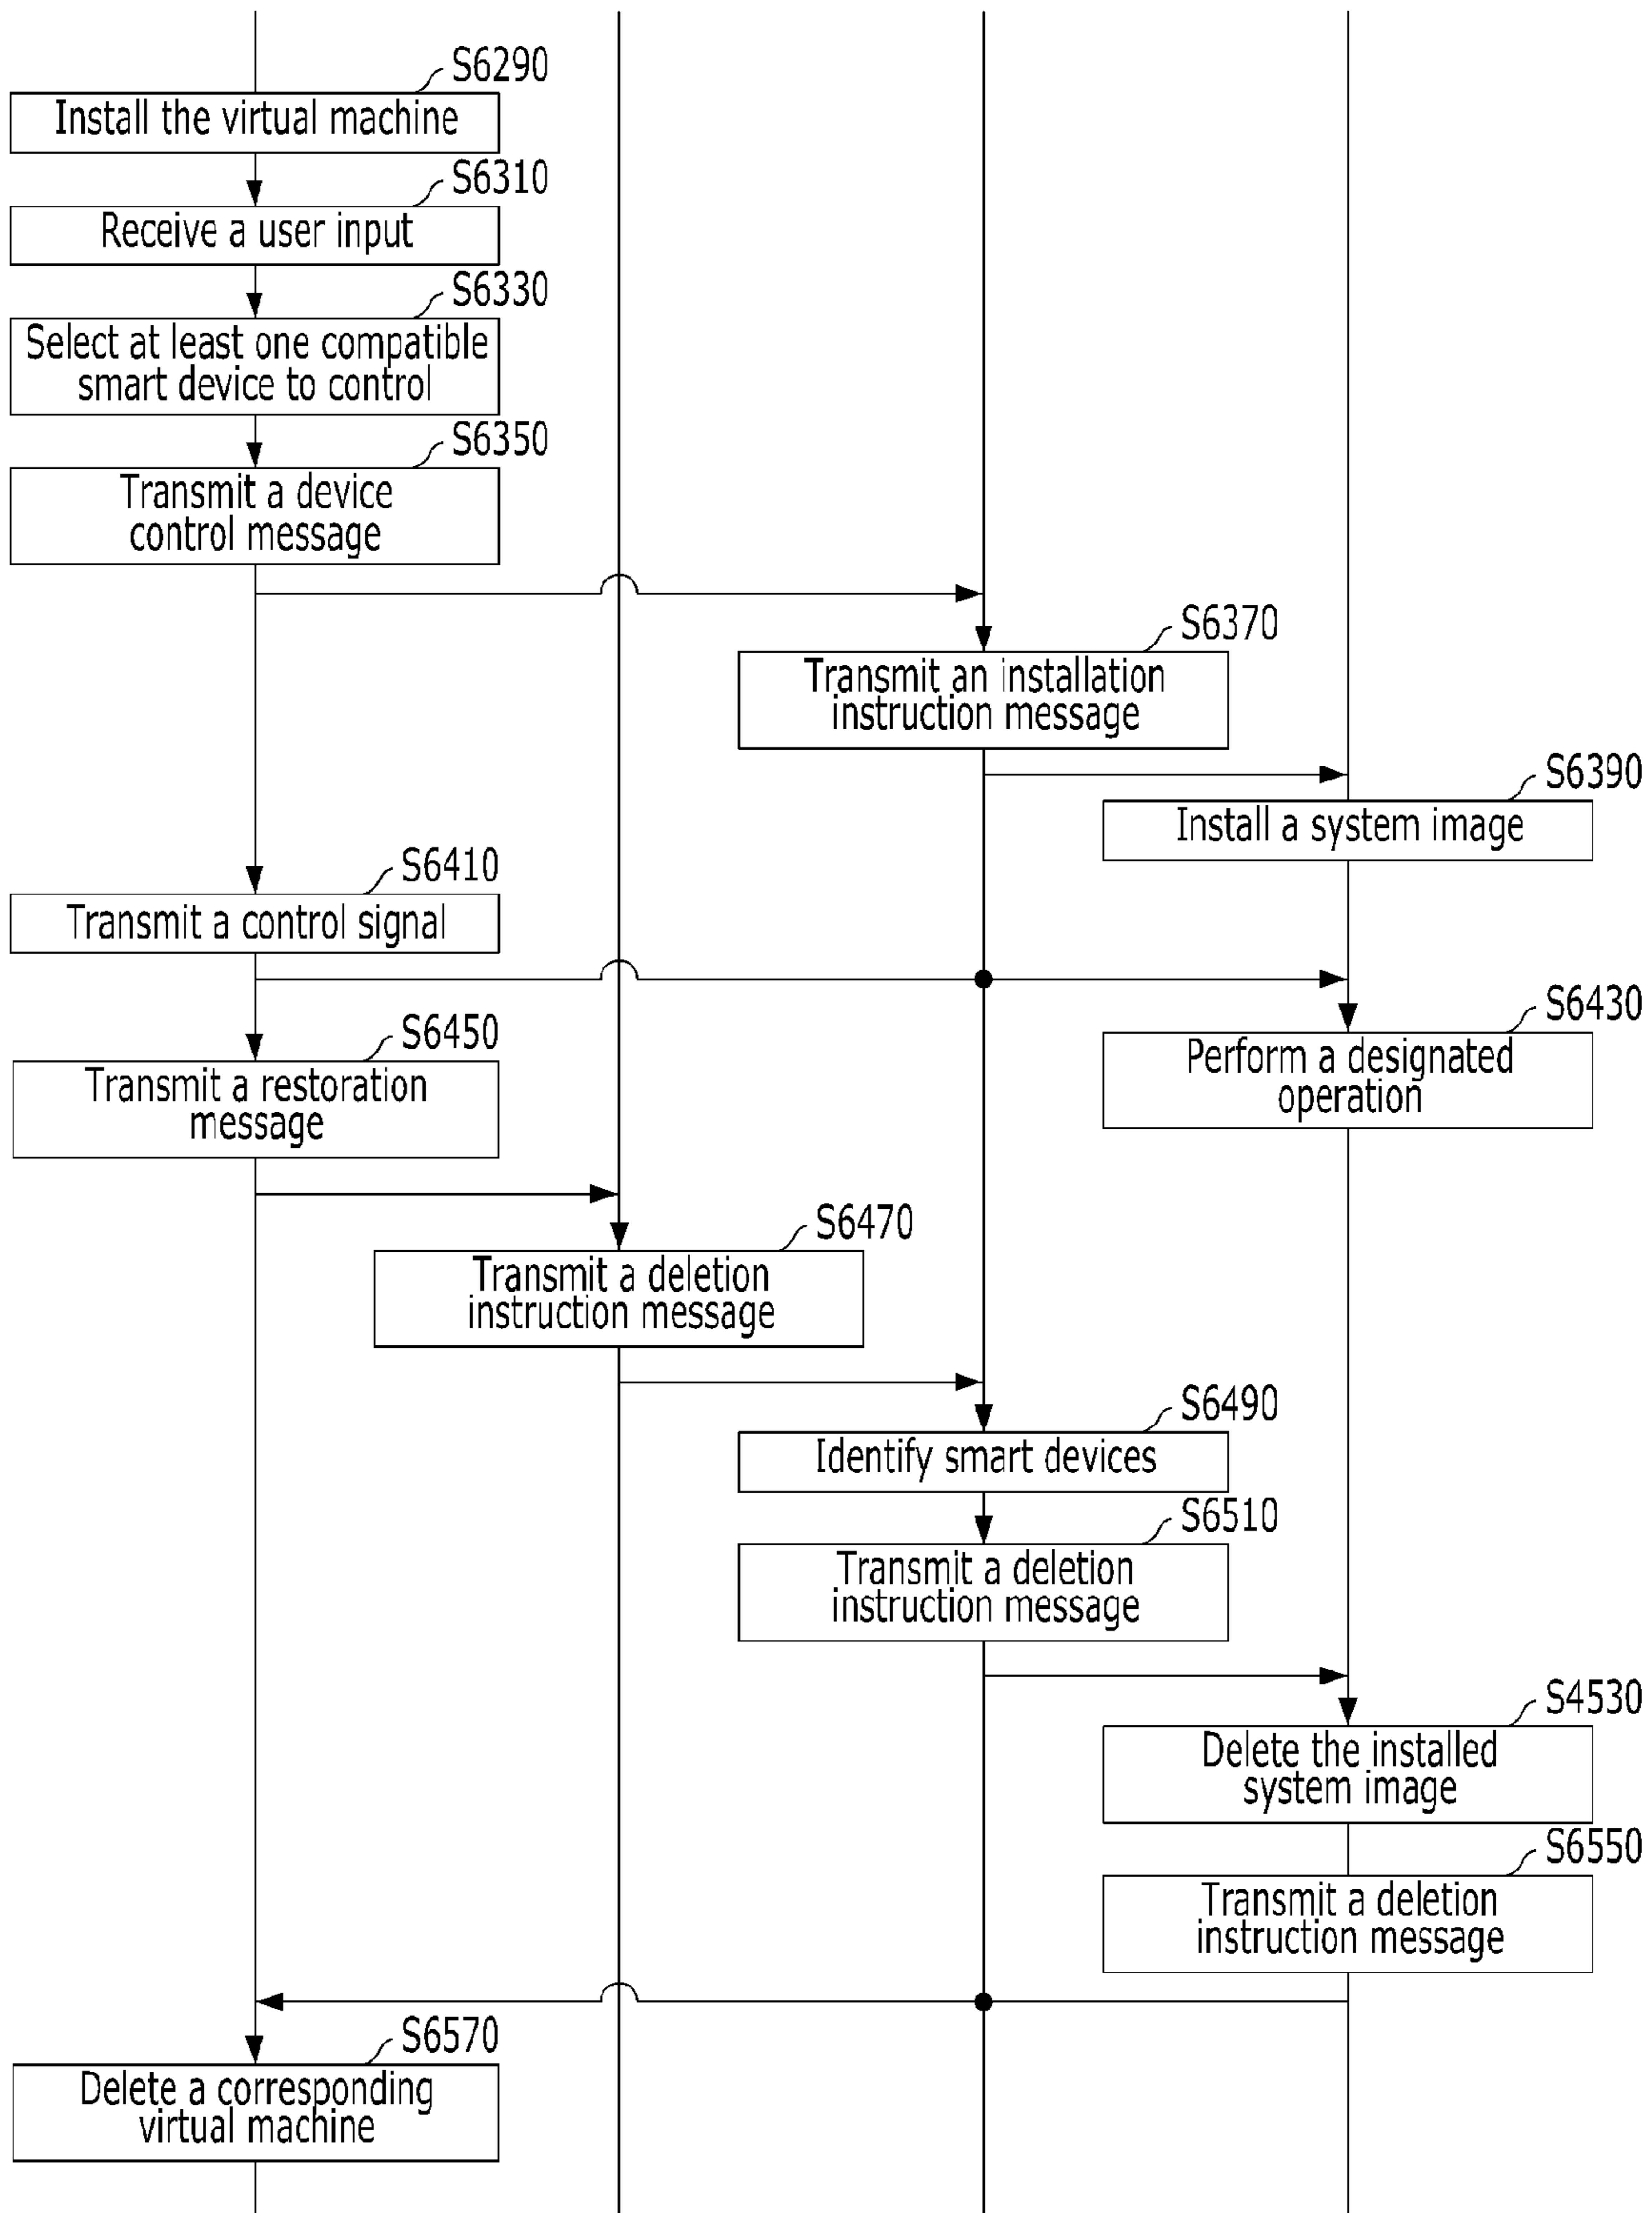 S6290
Install the virtual machine
S6310
Receive a user input
S6330
Select at least one compatible
smart device to control
S6350
Transmit a device
control message
S6370
Transmit an installation
instruction message
S6390
Install a system image
S6410
Transmit a control signal
S6430
Perform a designated
operation
S6450
Transmit a restoration
message
S6470
Transmit a deletion
instruction message
S6490
Identify smart devices
S6510
Transmit a deletion
instruction message
S4530
Delete the installed
system image
S6550
Transmit a deletion
instruction message
S6570
Delete a corresponding
virtual machine